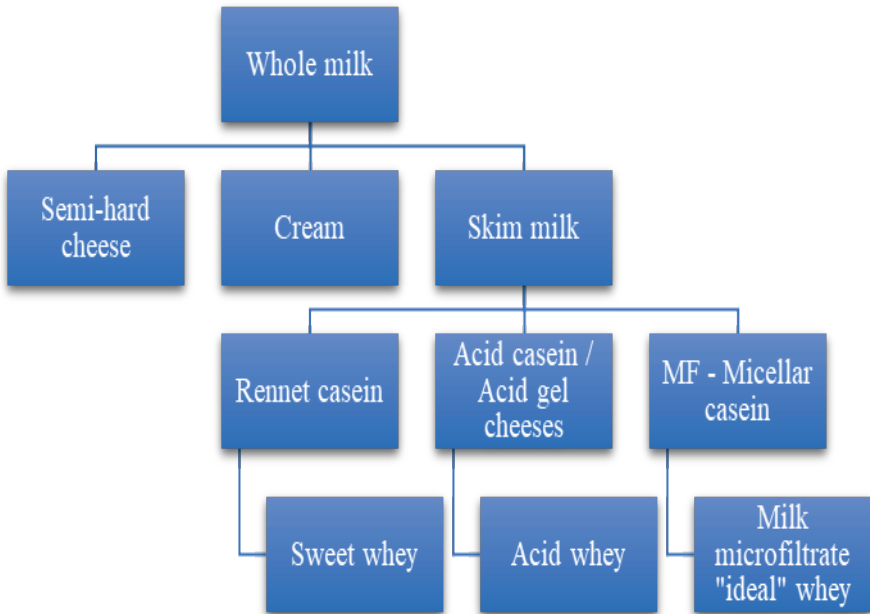 Whole milk
Semi-hard
cheese
Cream
Skim milk
Rennet casein
Acid casein /
Acid gel
cheeses
MF - Micellar
casein
Sweet whey
Acid whey
Milk
microfiltrate
"ideal" whey